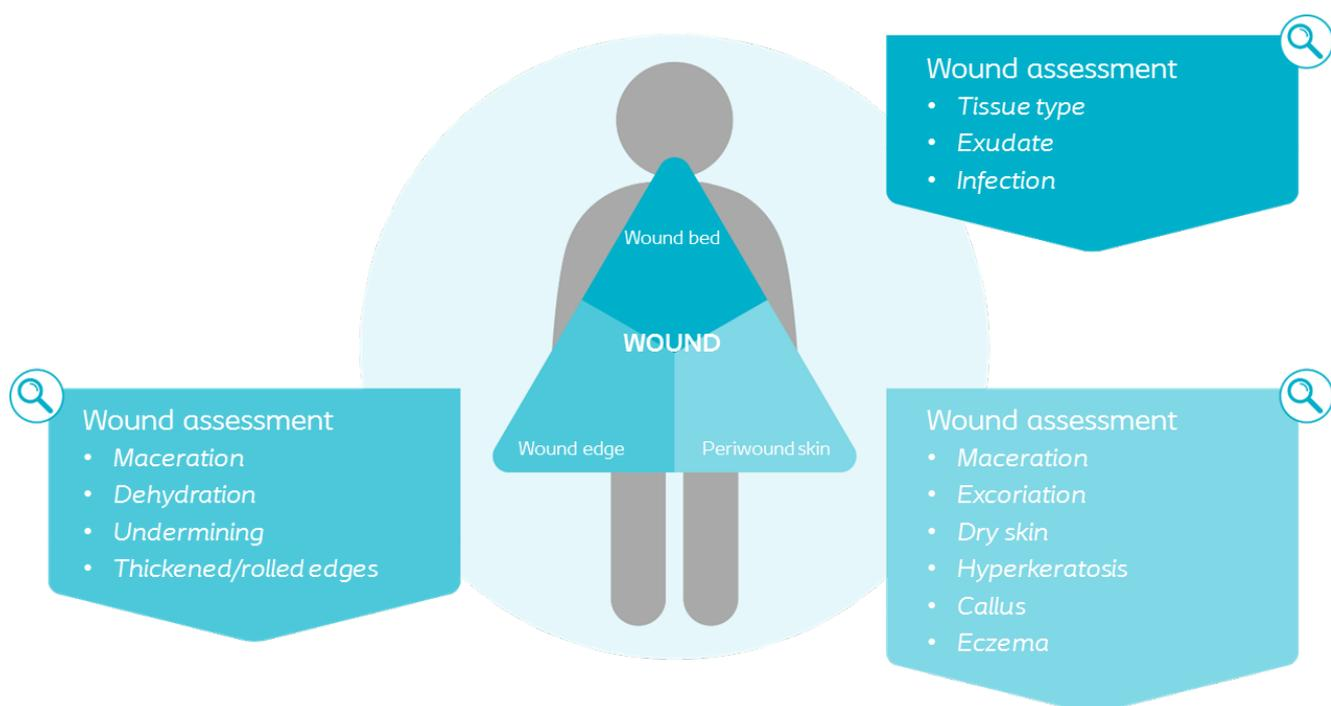 Wound assessment
• Tissue type
• Exudate
• Infection
Wound bed
WOUND
Wound edge
Periwound skin
Wound assessment
• Maceration
• Dehydration
• Undermining
• Thickened/rolled edges
Wound assessment
• Maceration
• Excoriation
• Dry skin
• Hyperkeratosis
• Callus
• Eczema